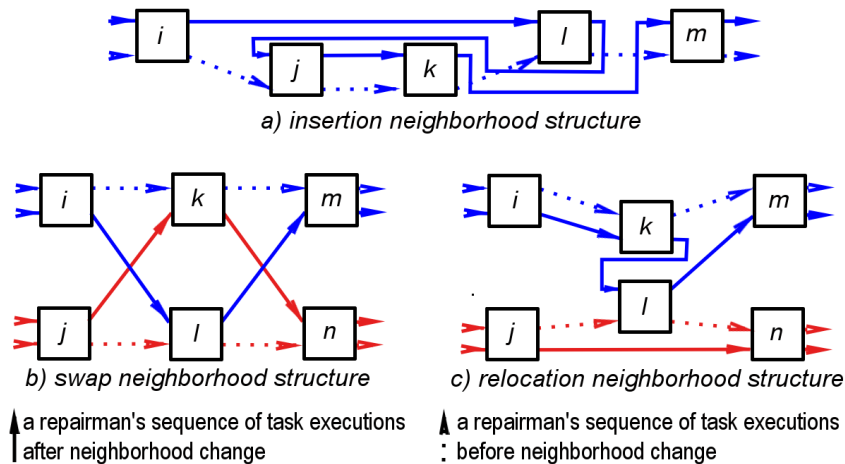 i
l
m
j
k
a) insertion neighborhood structure
i
k
m
j
l
n
b) swap neighborhood structure
i
k
m
l
j
n
c) relocation neighborhood structure
a repairman's sequence of task executions
after neighborhood change
a repairman's sequence of task executions
before neighborhood change